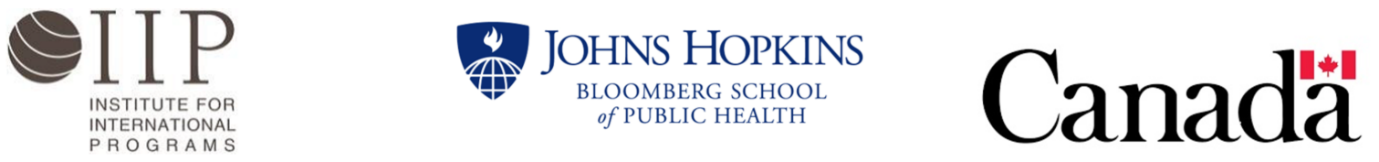 IIP
INSTITUTE FOR
INTERNATIONAL
PROGRAMS
JOHNS HOPKINS
BLOOMBERG SCHOOL
of PUBLIC HEALTH
Canada